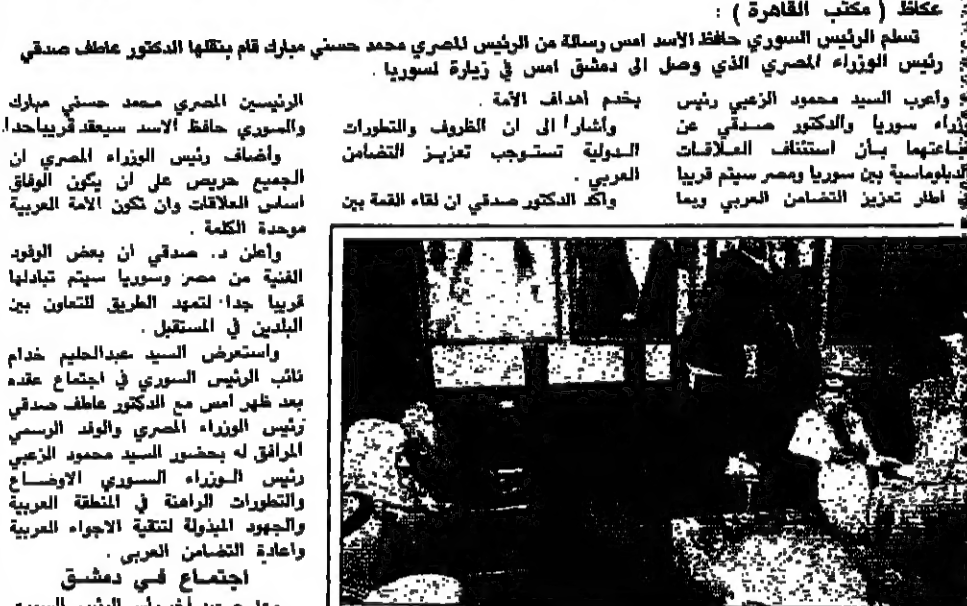 عكاظ ( مكتب القاهرة ) :
تسلم الرئيس السوري حافظ الأسد امس رسالة من الرئيس المصري محمد حسني مبارك قام بنقلها الدكتور عاطف صدقي
رئيس الوزراء المصري الذي وصل الى دمشق امس في زيارة لسوريا .
وأعرب السيد محمود الزعبي رئيس
وزراء سوريا والدكتور صدقي عن
قناعتهما بأن استئناف العلاقات
الدبلوماسية بين سوريا ومصر سيتم قريبا
اطار تعزيز التضامن العربي وبما
يخدم أهداف الأمة .
وأشارا الى ان الظروف والتطورات
الدولية تستوجب تعزيز التضامن
العربي .
وأكد الدكتور صدقي ان لقاء القمة بين
الرئيسين المصري محمد حسني مبارك
والسوري حافظ الاسد سيعقد قريبا جدا .
وأضاف رئيس الوزراء المصري ان
الجميع حريص على ان يكون الوفاق
اساس العلاقات وان تكون الأمة العربية
موحدة الكلمة .
وأعلن د. صدقي ان بعض الوفود
الفنية من مصر وسوريا سيتم تبادلها
قريبا جدا لتمهد الطريق للتعاون بين
البلدين في المستقبل .
واستعرض السيد عبدالحليم خدام
نائب الرئيس السوري في اجتماع عقده
بعد ظهر امس مع الدكتور عاطف صدقي
رئيس الوزراء المصري والوفد الرسمي
المرافق له بحضور السيد محمود الزعبي
رئيس الوزراء السوري الاوضاع
والتطورات الراهنة في المنطقة العربية
والجهود المبذولة لتنقية الاجواء العربية
واعادة التضامن العربي .
اجتماع في دمشق